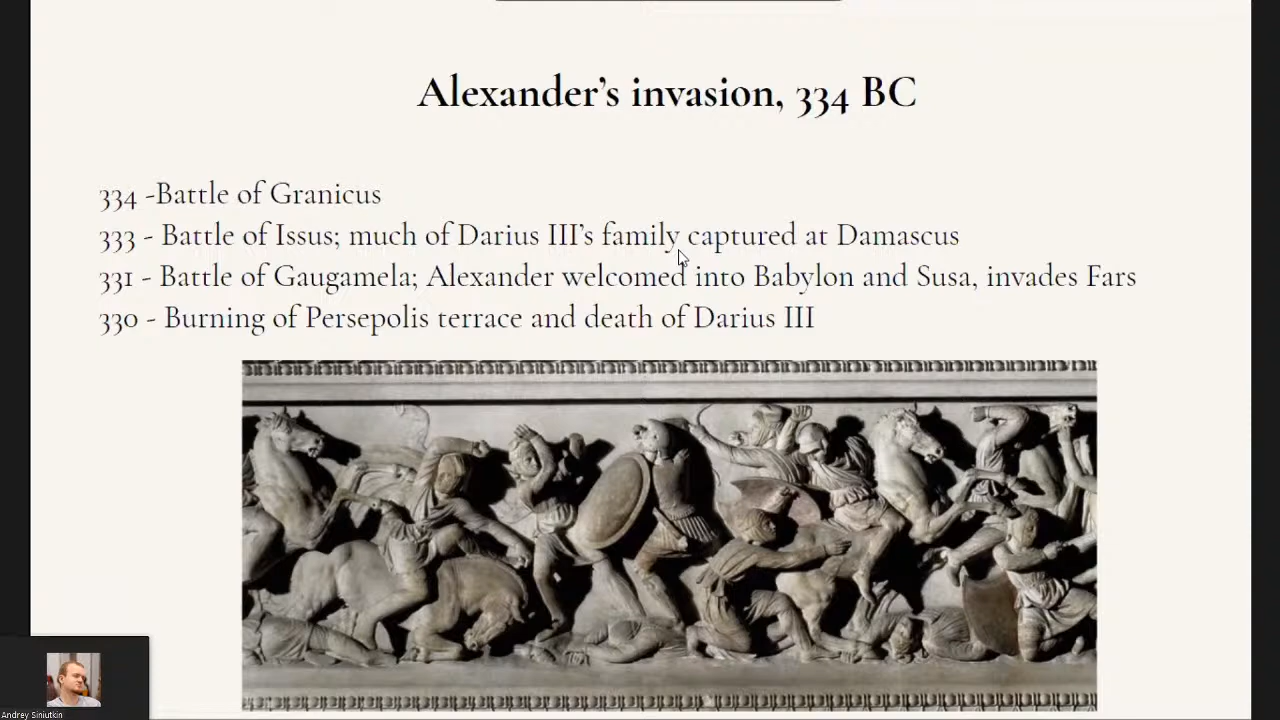 Alexander’s invasion, 334 BC
334 -Battle of Granicus
333 - Battle of Issus; much of Darius III’s family captured at Damascus
331 - Battle of Gaugamela; Alexander welcomed into Babylon and Susa, invades Fars
330 - Burning of Persepolis terrace and death of Darius III
Andrey Siniutkin